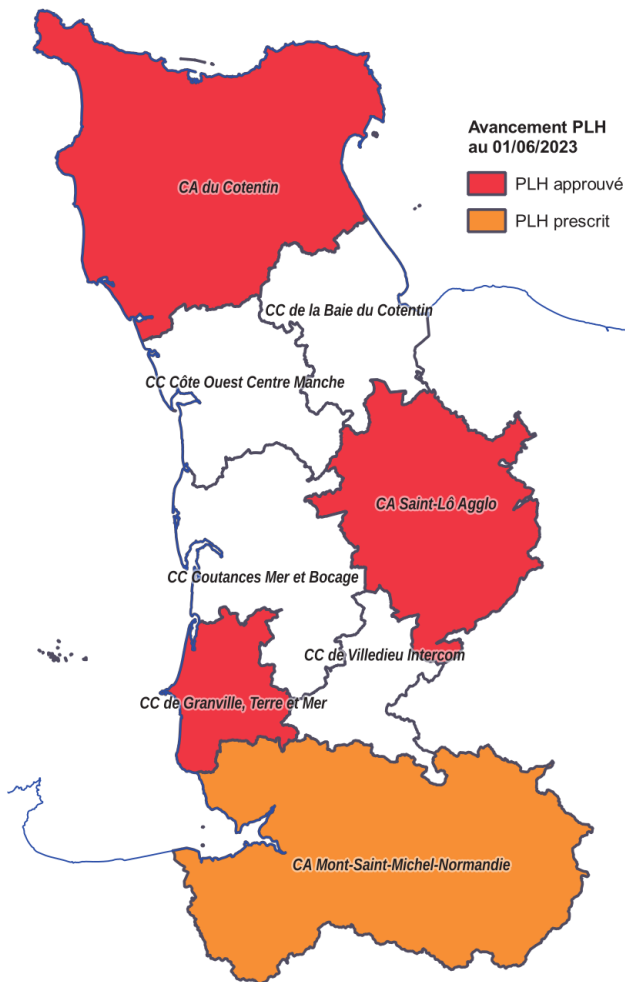 Avancement PLH
au 01/06/2023
PLH approuvé
PLH prescrit
CA du Cotentin
CC de la Baie du Cotentin
CC Côte Ouest Centre Manche
CA Saint-Lô Agglo
CC Coutances Mer et Bocage
CC de Villedieu Intercom
CC de Granville, Terre et Mer
CA Mont-Saint-Michel-Normandie